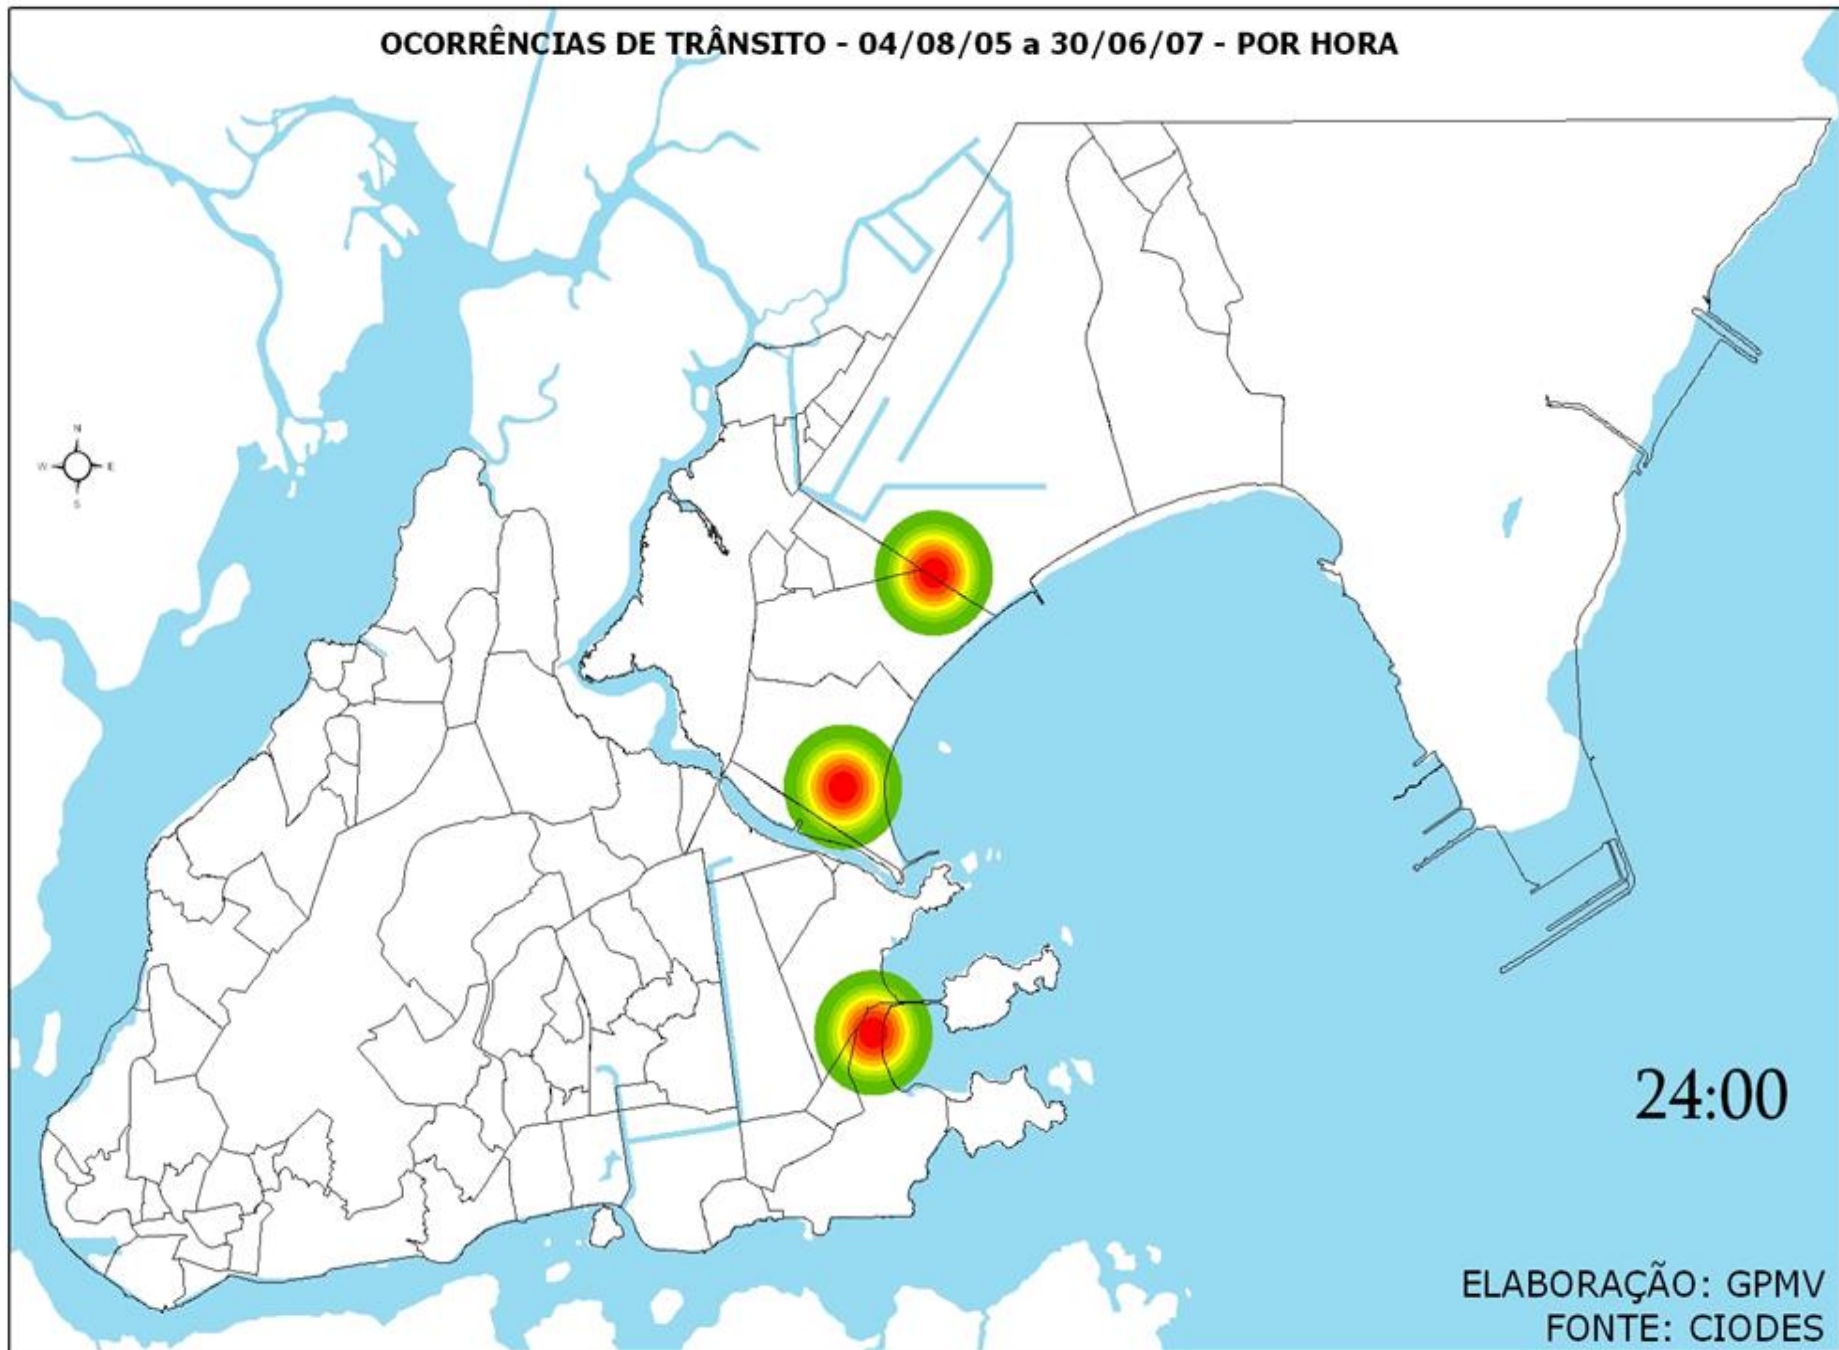 OCORRÊNCIAS DE TRÂNSITO - 04/08/05 a 30/06/07 - POR HORA
N
W E
S
24:00
ELABORAÇÃO: GPMV
FONTE: CIODES